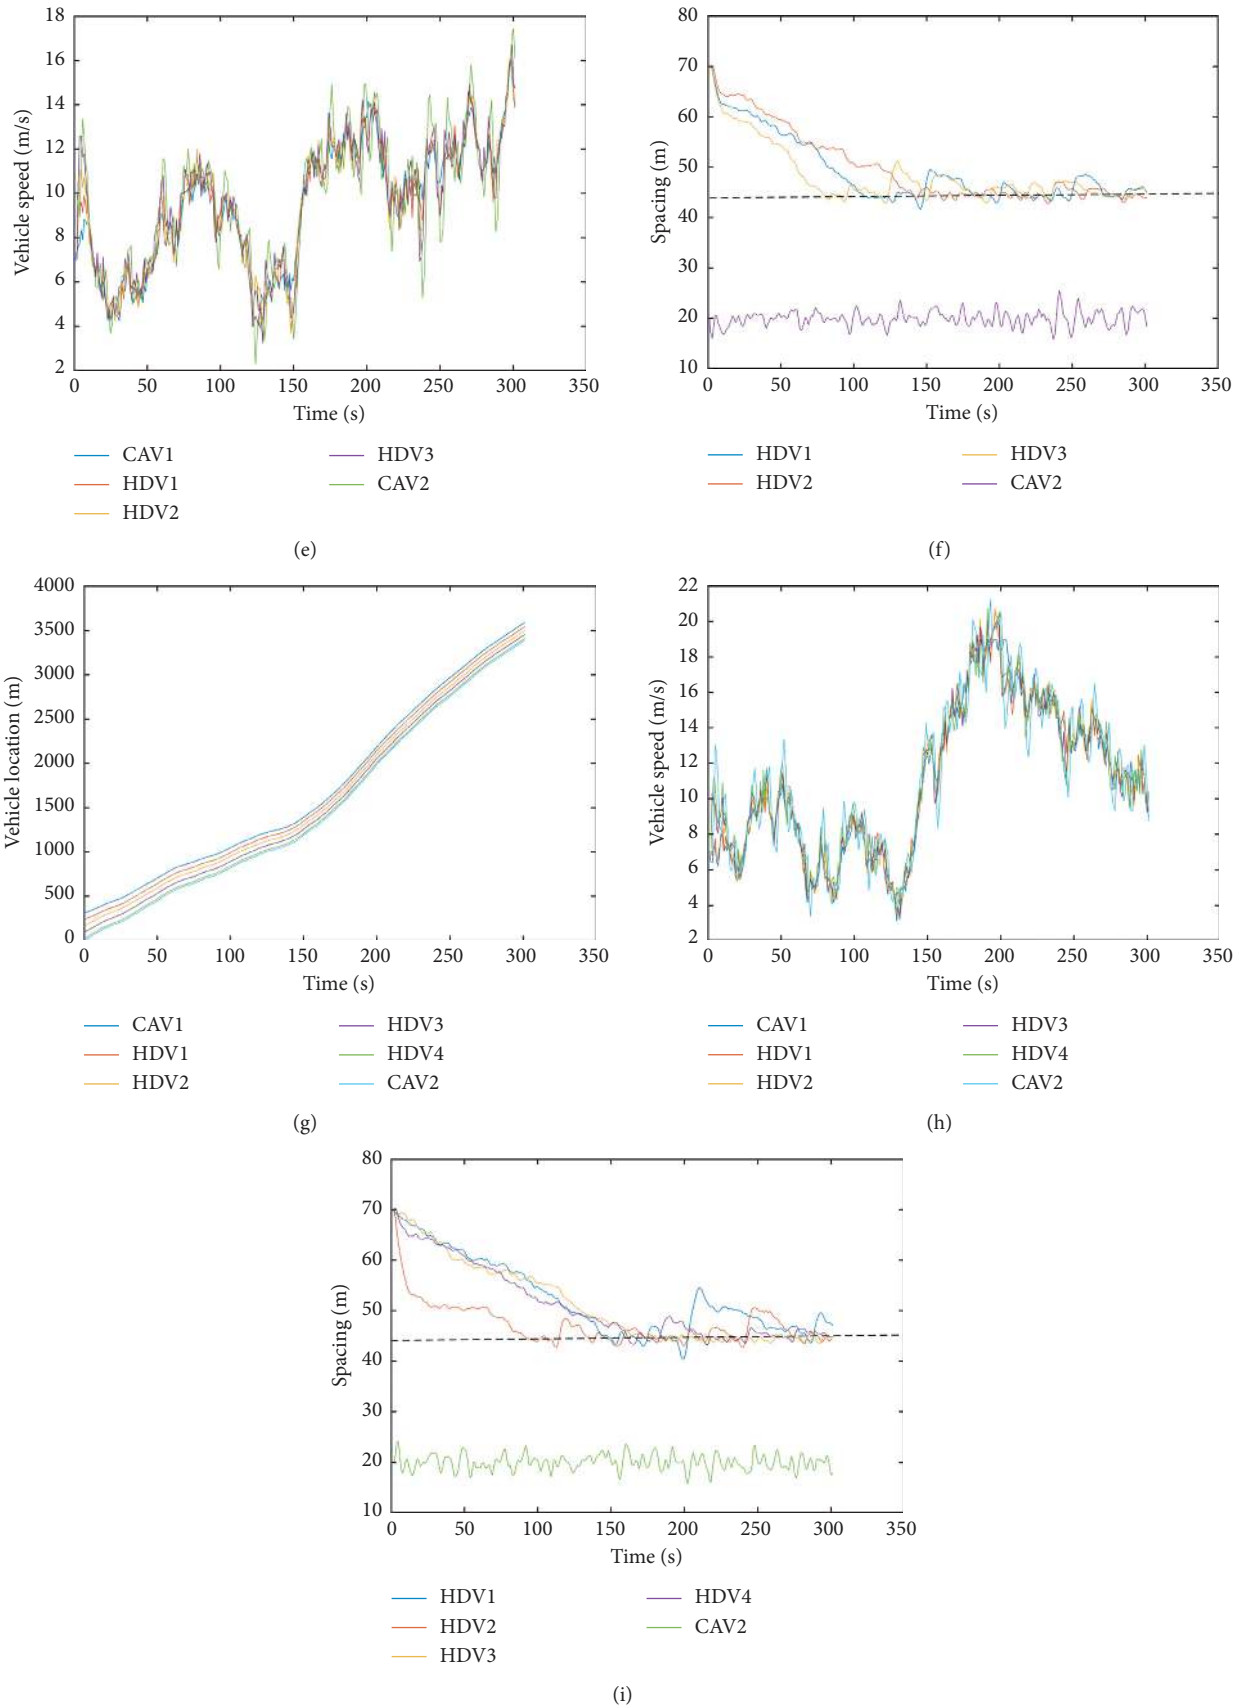 18
16
14
12
10
8
6
4
2
Vehicle speed (m/s)
0 50 100 150 200 250 300 350
Time (s)
CAV1
HDV1
HDV2
HDV3
CAV2
(e)
80
70
60
50
40
30
20
10
Spacing (m)
0 50 100 150 200 250 300 350
Time (s)
HDV1
HDV2
HDV3
CAV2
(f)
4000
3500
3000
2500
2000
1500
1000
500
0
Vehicle location (m)
0 50 100 150 200 250 300 350
Time (s)
CAV1
HDV1
HDV2
HDV3
HDV4
CAV2
(g)
22
20
18
16
14
12
10
8
6
4
2
Vehicle speed (m/s)
0 50 100 150 200 250 300 350
Time (s)
CAV1
HDV1
HDV2
HDV3
HDV4
CAV2
(h)
80
70
60
50
40
30
20
10
Spacing (m)
0 50 100 150 200 250 300 350
Time (s)
HDV1
HDV2
HDV3
HDV4
CAV2
(i)